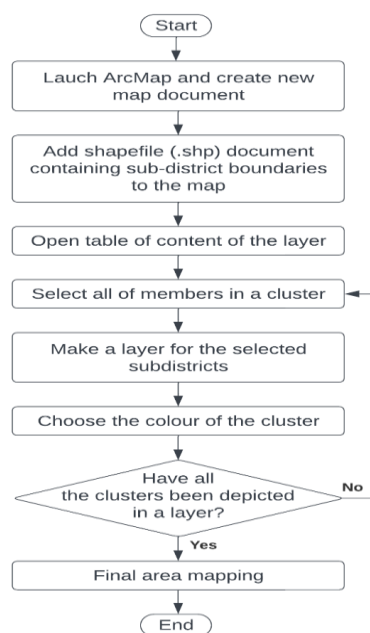 Start
Lauch ArcMap and create new
map document
Add shapefile (.shp) document
containing sub-district boundaries
to the map
Open table of content of the layer
Select all of members in a cluster
Make a layer for the selected
subdistricts
Choose the colour of the cluster
Have all
the clusters been depicted
in a layer?
No
Yes
Final area mapping
End